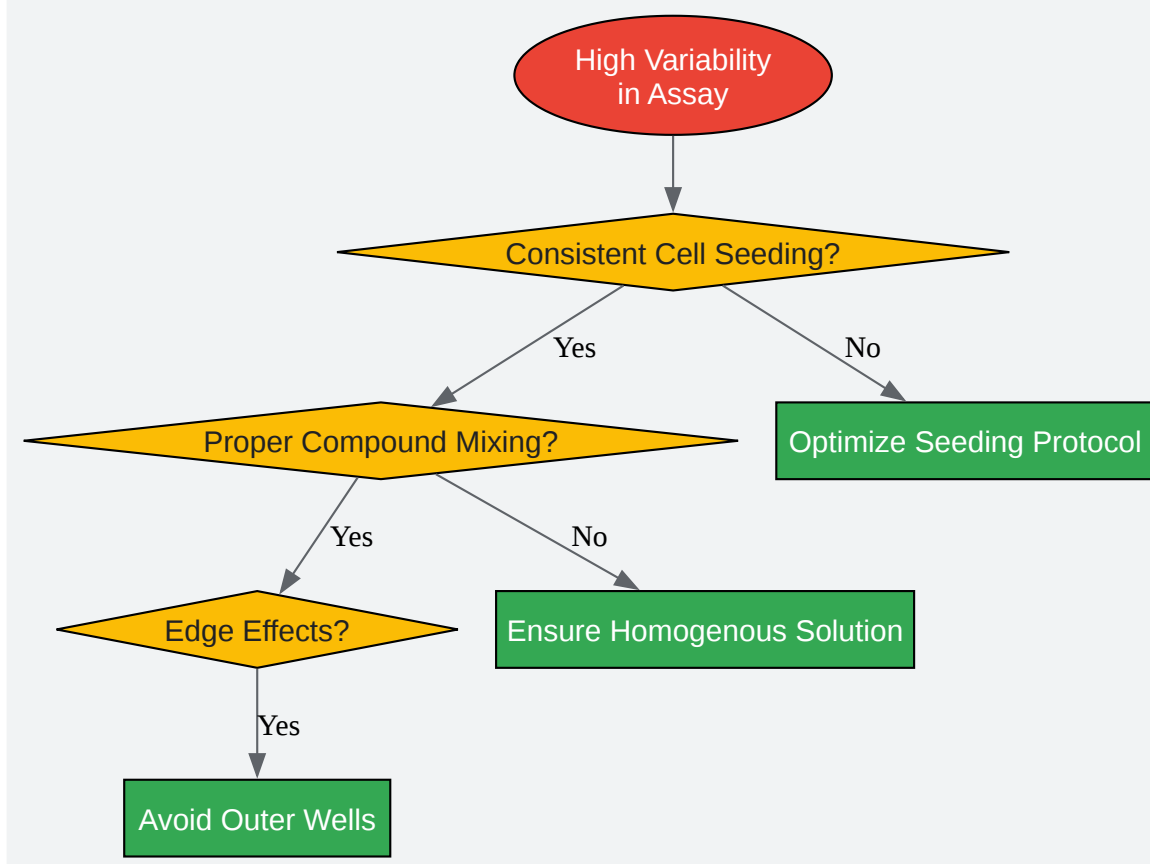 High Variability
in Assay
Consistent Cell Seeding?
Yes
No
Proper Compound Mixing?
Optimize Seeding Protocol
Yes
No
Edge Effects?
Ensure Homogenous Solution
Yes
Avoid Outer Wells